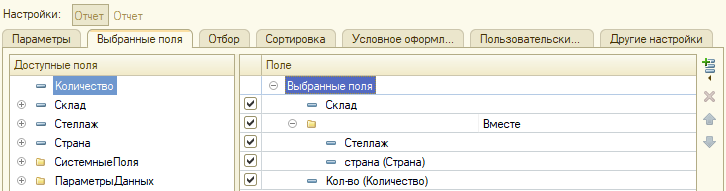 Настройки: Отчет Отчет
Параметры Выбранные поля Отбор Сортировка Условное оформл... Пользовательски... Другие настройки
Доступные поля
Количество
Склад
Стеллаж
Страна
СистемныеПоля
ПараметрыДанных
Поле
Выбранные поля
Склад
Вместе
Стеллаж
страна (Страна)
Кол-во (Количество)